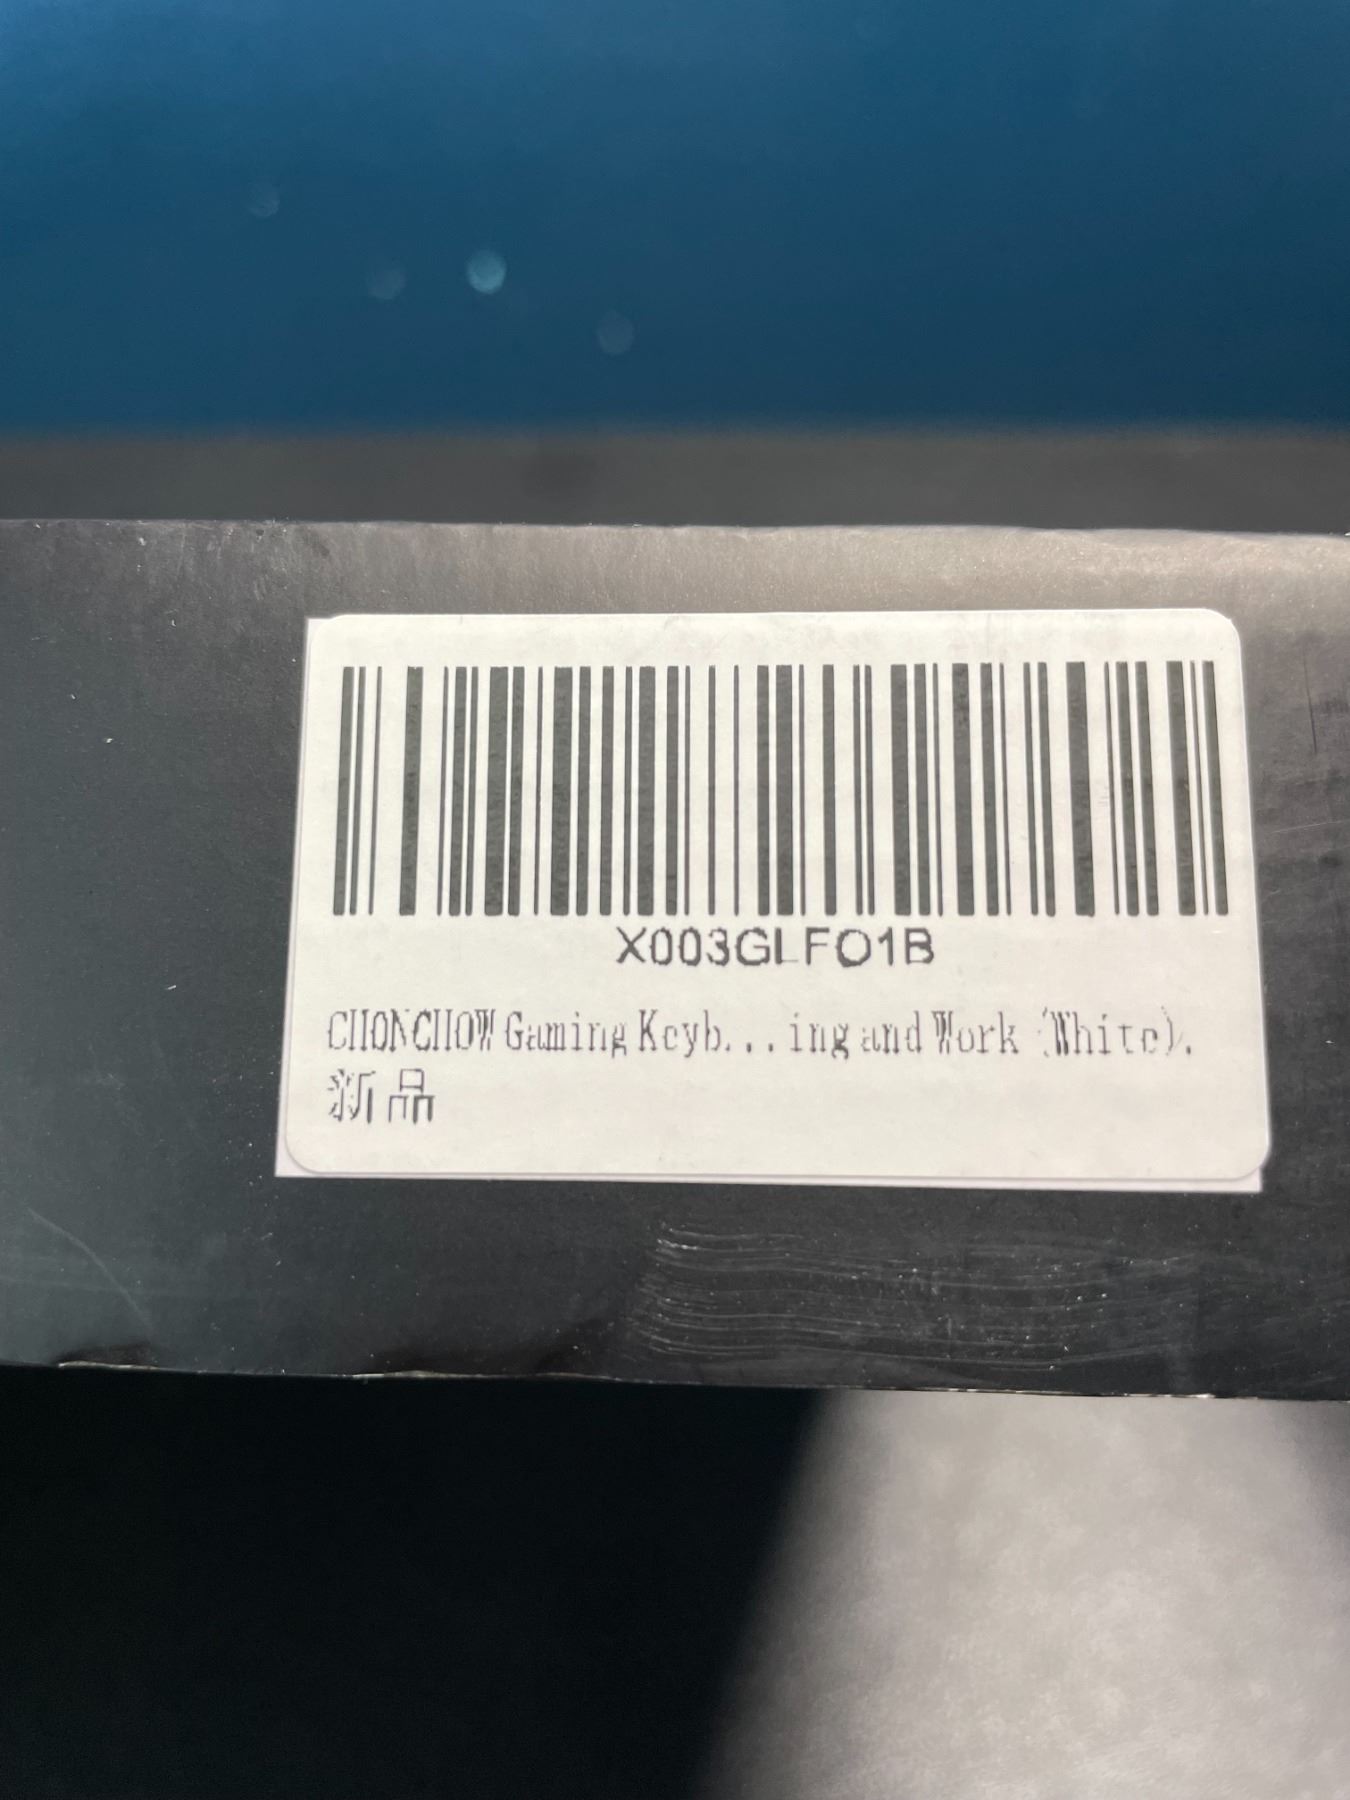 X003GLFO1B
CHONCHOW Gaming Keyb...ing and Work (White).
新品